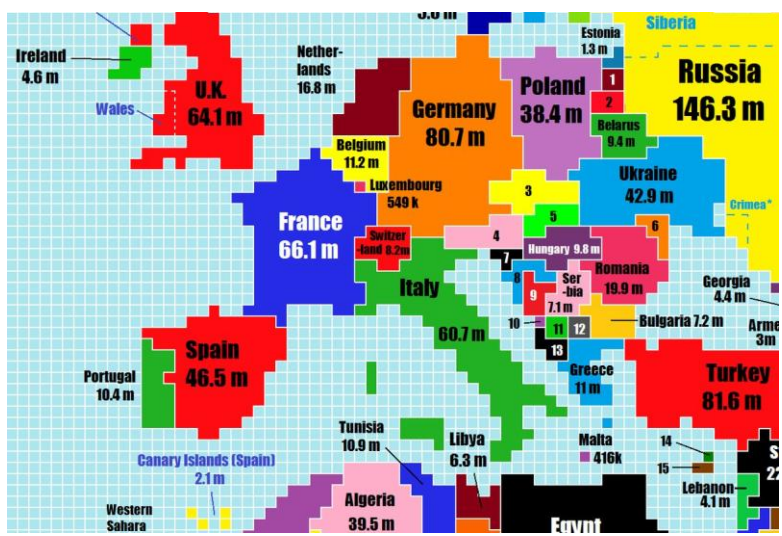 3.8 m
Siberia
Estonia
1.3 m
Ireland
4.6 m
Nether-
lands
16.8 m
Russia
146.3 m
U.K.
64.1 m
Wales
Germany
80.7 m
Poland
38.4 m
1
2
Belarus
9.4 m
Belgium
11.2 m
Ukraine
42.9 m
Luxembourg
549 k
3
Crimea*
France
66.1 m
5
4
6
Switzer
-land 8.2m
Hungary 9.8 m
7
Romania
19.9 m
8
Ser
-bia
7.1 m
9
Italy
60.7 m
Georgia
4.4 m
10
11
12
Bulgaria 7.2 m
Arme
3m
13
Spain
46.5 m
Portugal
10.4 m
Greece
11 m
Turkey
81.6 m
Tunisia
10.9 m
Libya
6.3 m
Malta
416k
14
15
S
22
Canary Islands (Spain)
2.1 m
Lebanon
4.1 m
Western
Sahara
Algeria
39.5 m
Egypt